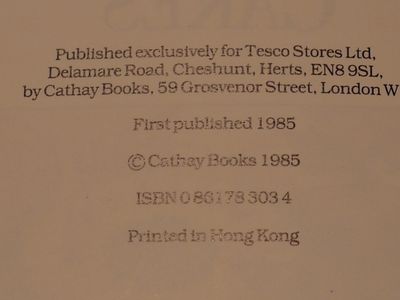 Published exclusively for Tesco Stores Ltd,
Delamare Road, Cheshunt, Herts, EN8 9SL,
by Cathay Books, 59 Grosvenor Street, London W
First published 1985
© Cathay Books 1985
ISBN 0 86178 303 4
Printed in Hong Kong